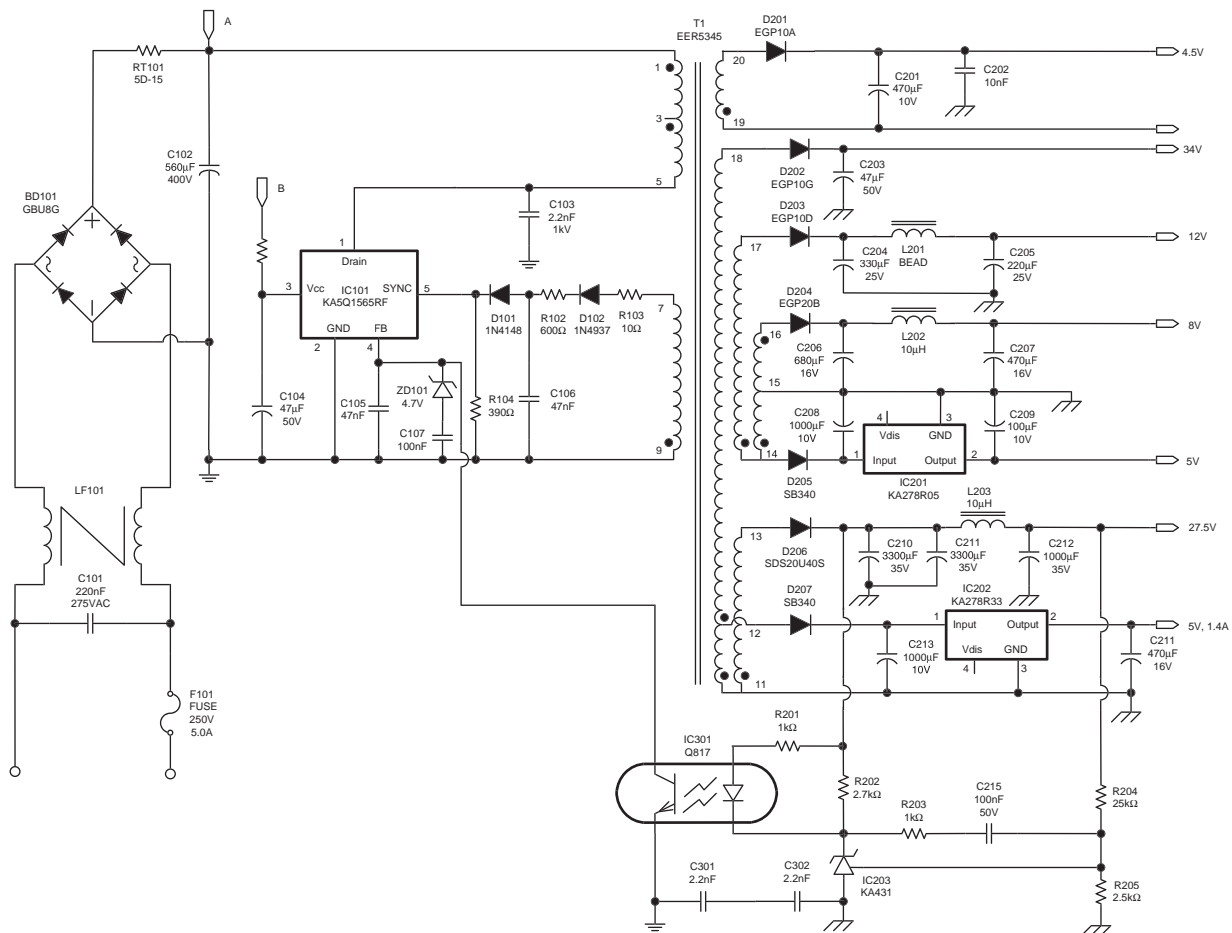 A
RT101
5D-15
C102
560μF
400V
BD101
GBU8G
B
1
Drain
IC101
KA5Q1565RF
3
Vcc
SYNC
5
GND
FB
2
4
C103
2.2nF
1kV
D101
1N4148
R102
600Ω
D102
1N4937
R103
10Ω
C104
47μF
50V
C105
47nF
ZD101
4.7V
C107
100nF
R104
390Ω
C106
47nF
LF101
C101
220nF
275VAC
F101
FUSE
250V
5.0A
T1
EER5345
1
3
5
7
9
20
19
18
17
16
15
14
13
12
11
D201
EGP10A
C201
470μF
10V
C202
10nF
4.5V
D202
EGP10G
C203
47μF
50V
34V
D203
EGP10D
C204
330μF
25V
L201
BEAD
C205
220μF
25V
12V
D204
EGP20B
C206
680μF
16V
L202
10μH
C207
470μF
16V
8V
C208
1000μF
10V
4
3
Vdis
GND
1
Input
Output
2
IC201
KA278R05
C209
100μF
10V
D205
SB340
5V
L203
10μH
D206
SDS20U40S
C210
3300μF
35V
C211
3300μF
35V
C212
1000μF
35V
27.5V
D207
SB340
IC202
KA278R33
1
Input
Output
2
Vdis
GND
4
3
C213
1000μF
10V
C211
470μF
16V
5V, 1.4A
IC301
Q817
R201
1kΩ
R202
2.7kΩ
R203
1kΩ
C215
100nF
50V
R204
25kΩ
C301
2.2nF
C302
2.2nF
IC203
KA431
R205
2.5kΩ